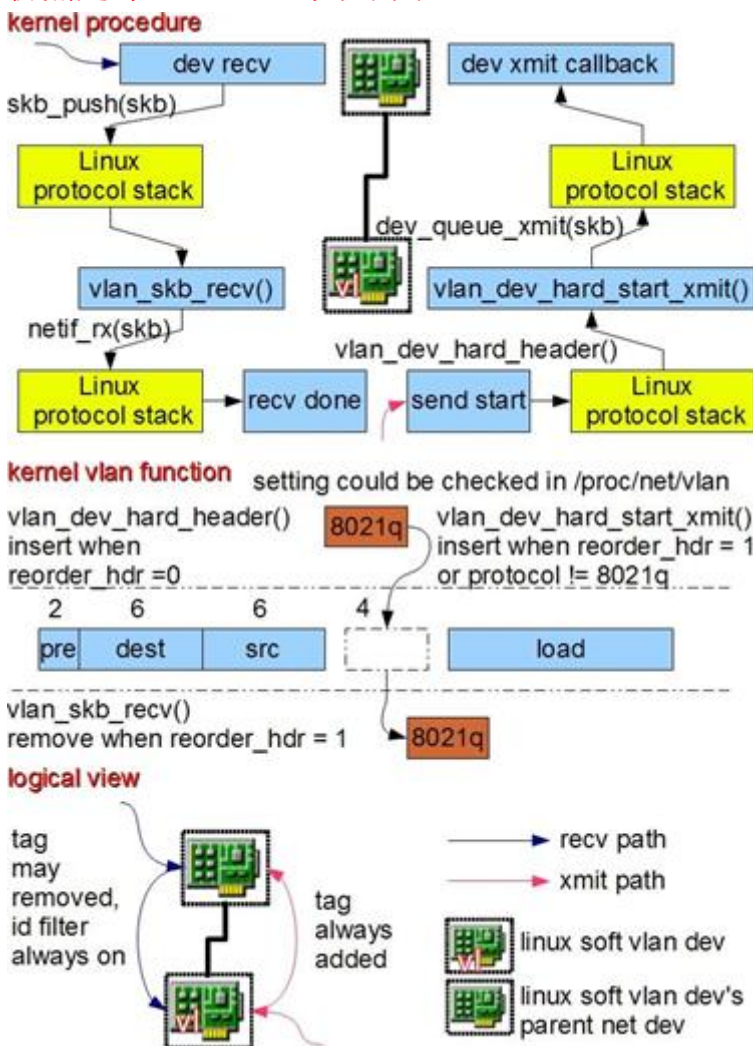 kernel procedure
dev recv
dev xmit callback
skb_push(skb)
Linux
protocol stack
Linux
protocol stack
dev_queue_xmit(skb)
vlan_skb_recv()
vlan_dev_hard_start_xmit()
netif_rx(skb)
vlan_dev_hard_header()
Linux
protocol stack
recv done
send start
Linux
protocol stack
kernel vlan function
setting could be checked in /proc/net/vlan
vlan_dev_hard_header()
insert when
reorder_hdr =0
8021q
vlan_dev_hard_start_xmit()
insert when reorder_hdr = 1
or protocol != 8021q
2 6 6 4
pre dest src load
vlan_skb_recv()
remove when reorder_hdr = 1
8021q
logical view
tag
may
removed,
id filter
always on
tag
always
added
recv path
xmit path
vl
linux soft vlan dev
linux soft vlan dev's
parent net dev